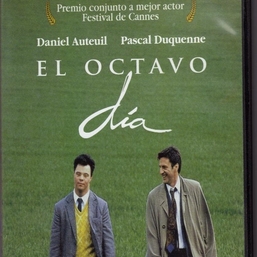 Premio conjunto a mejor actor
Festival de Cannes
Daniel Auteuil Pascal Duquenne
EL OCTAVO
día